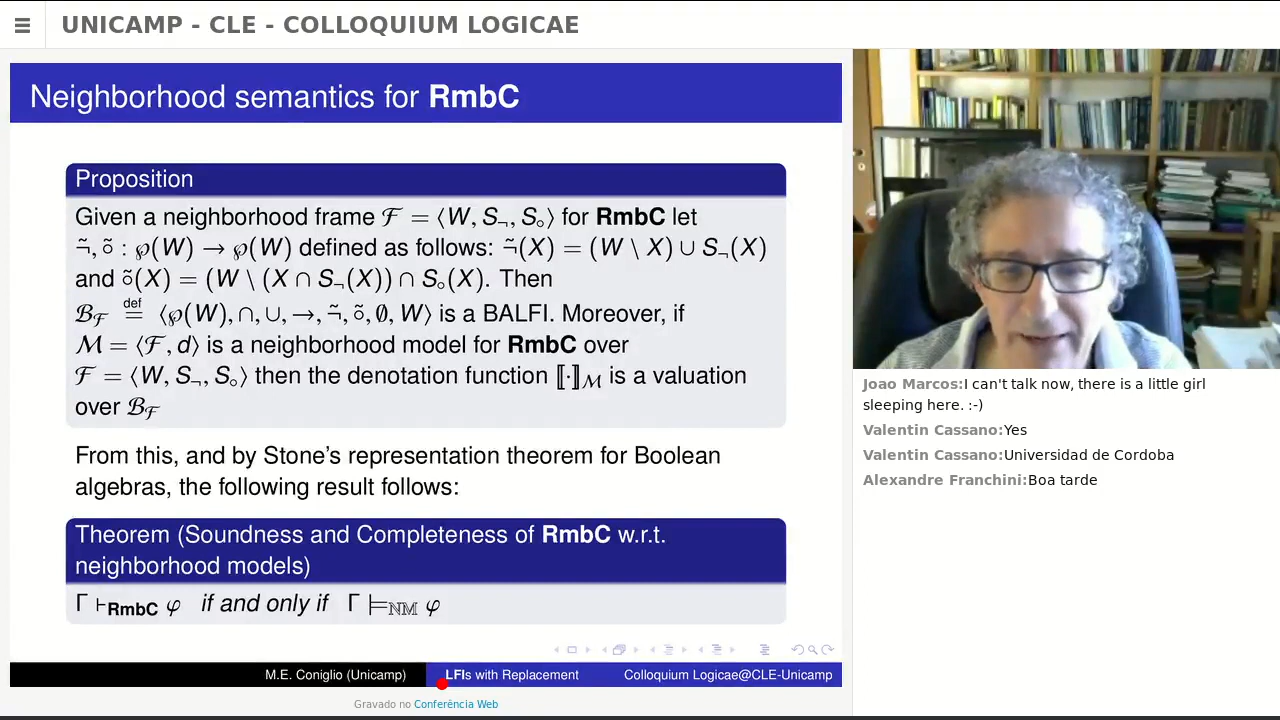 UNICAMP - CLE - COLLOQUIUM LOGICAE
Neighborhood semantics for RmbC
Proposition
Given a neighborhood frame ℱ = ⟨W, S¬, S∘⟩ for RmbC let
¬̃, ∘̃ : ℘(W) → ℘(W) defined as follows: ¬̃(X) = (W \ X) ∪ S¬(X)
and ∘̃(X) = (W \ (X ∩ S¬(X)) ∩ S∘(X). Then
ℬℱ def= ⟨℘(W), ∩, ∪, →, ¬̃, ∘̃, ∅, W⟩ is a BALFI. Moreover, if
ℳ = ⟨ℱ, d⟩ is a neighborhood model for RmbC over
ℱ = ⟨W, S¬, S∘⟩ then the denotation function ⟦·⟧ℳ is a valuation
over ℬℱ
From this, and by Stone's representation theorem for Boolean
algebras, the following result follows:
Theorem (Soundness and Completeness of RmbC w.r.t.
neighborhood models)
Γ ⊢RmbC φ if and only if Γ ⊨ℕ𝕄 φ
M.E. Coniglio (Unicamp) LFIs with Replacement Colloquium Logicae@CLE-Unicamp
Gravado no Conferência Web
Joao Marcos:I can't talk now, there is a little girl
sleeping here. :-)
Valentin Cassano:Yes
Valentin Cassano:Universidad de Cordoba
Alexandre Franchini:Boa tarde